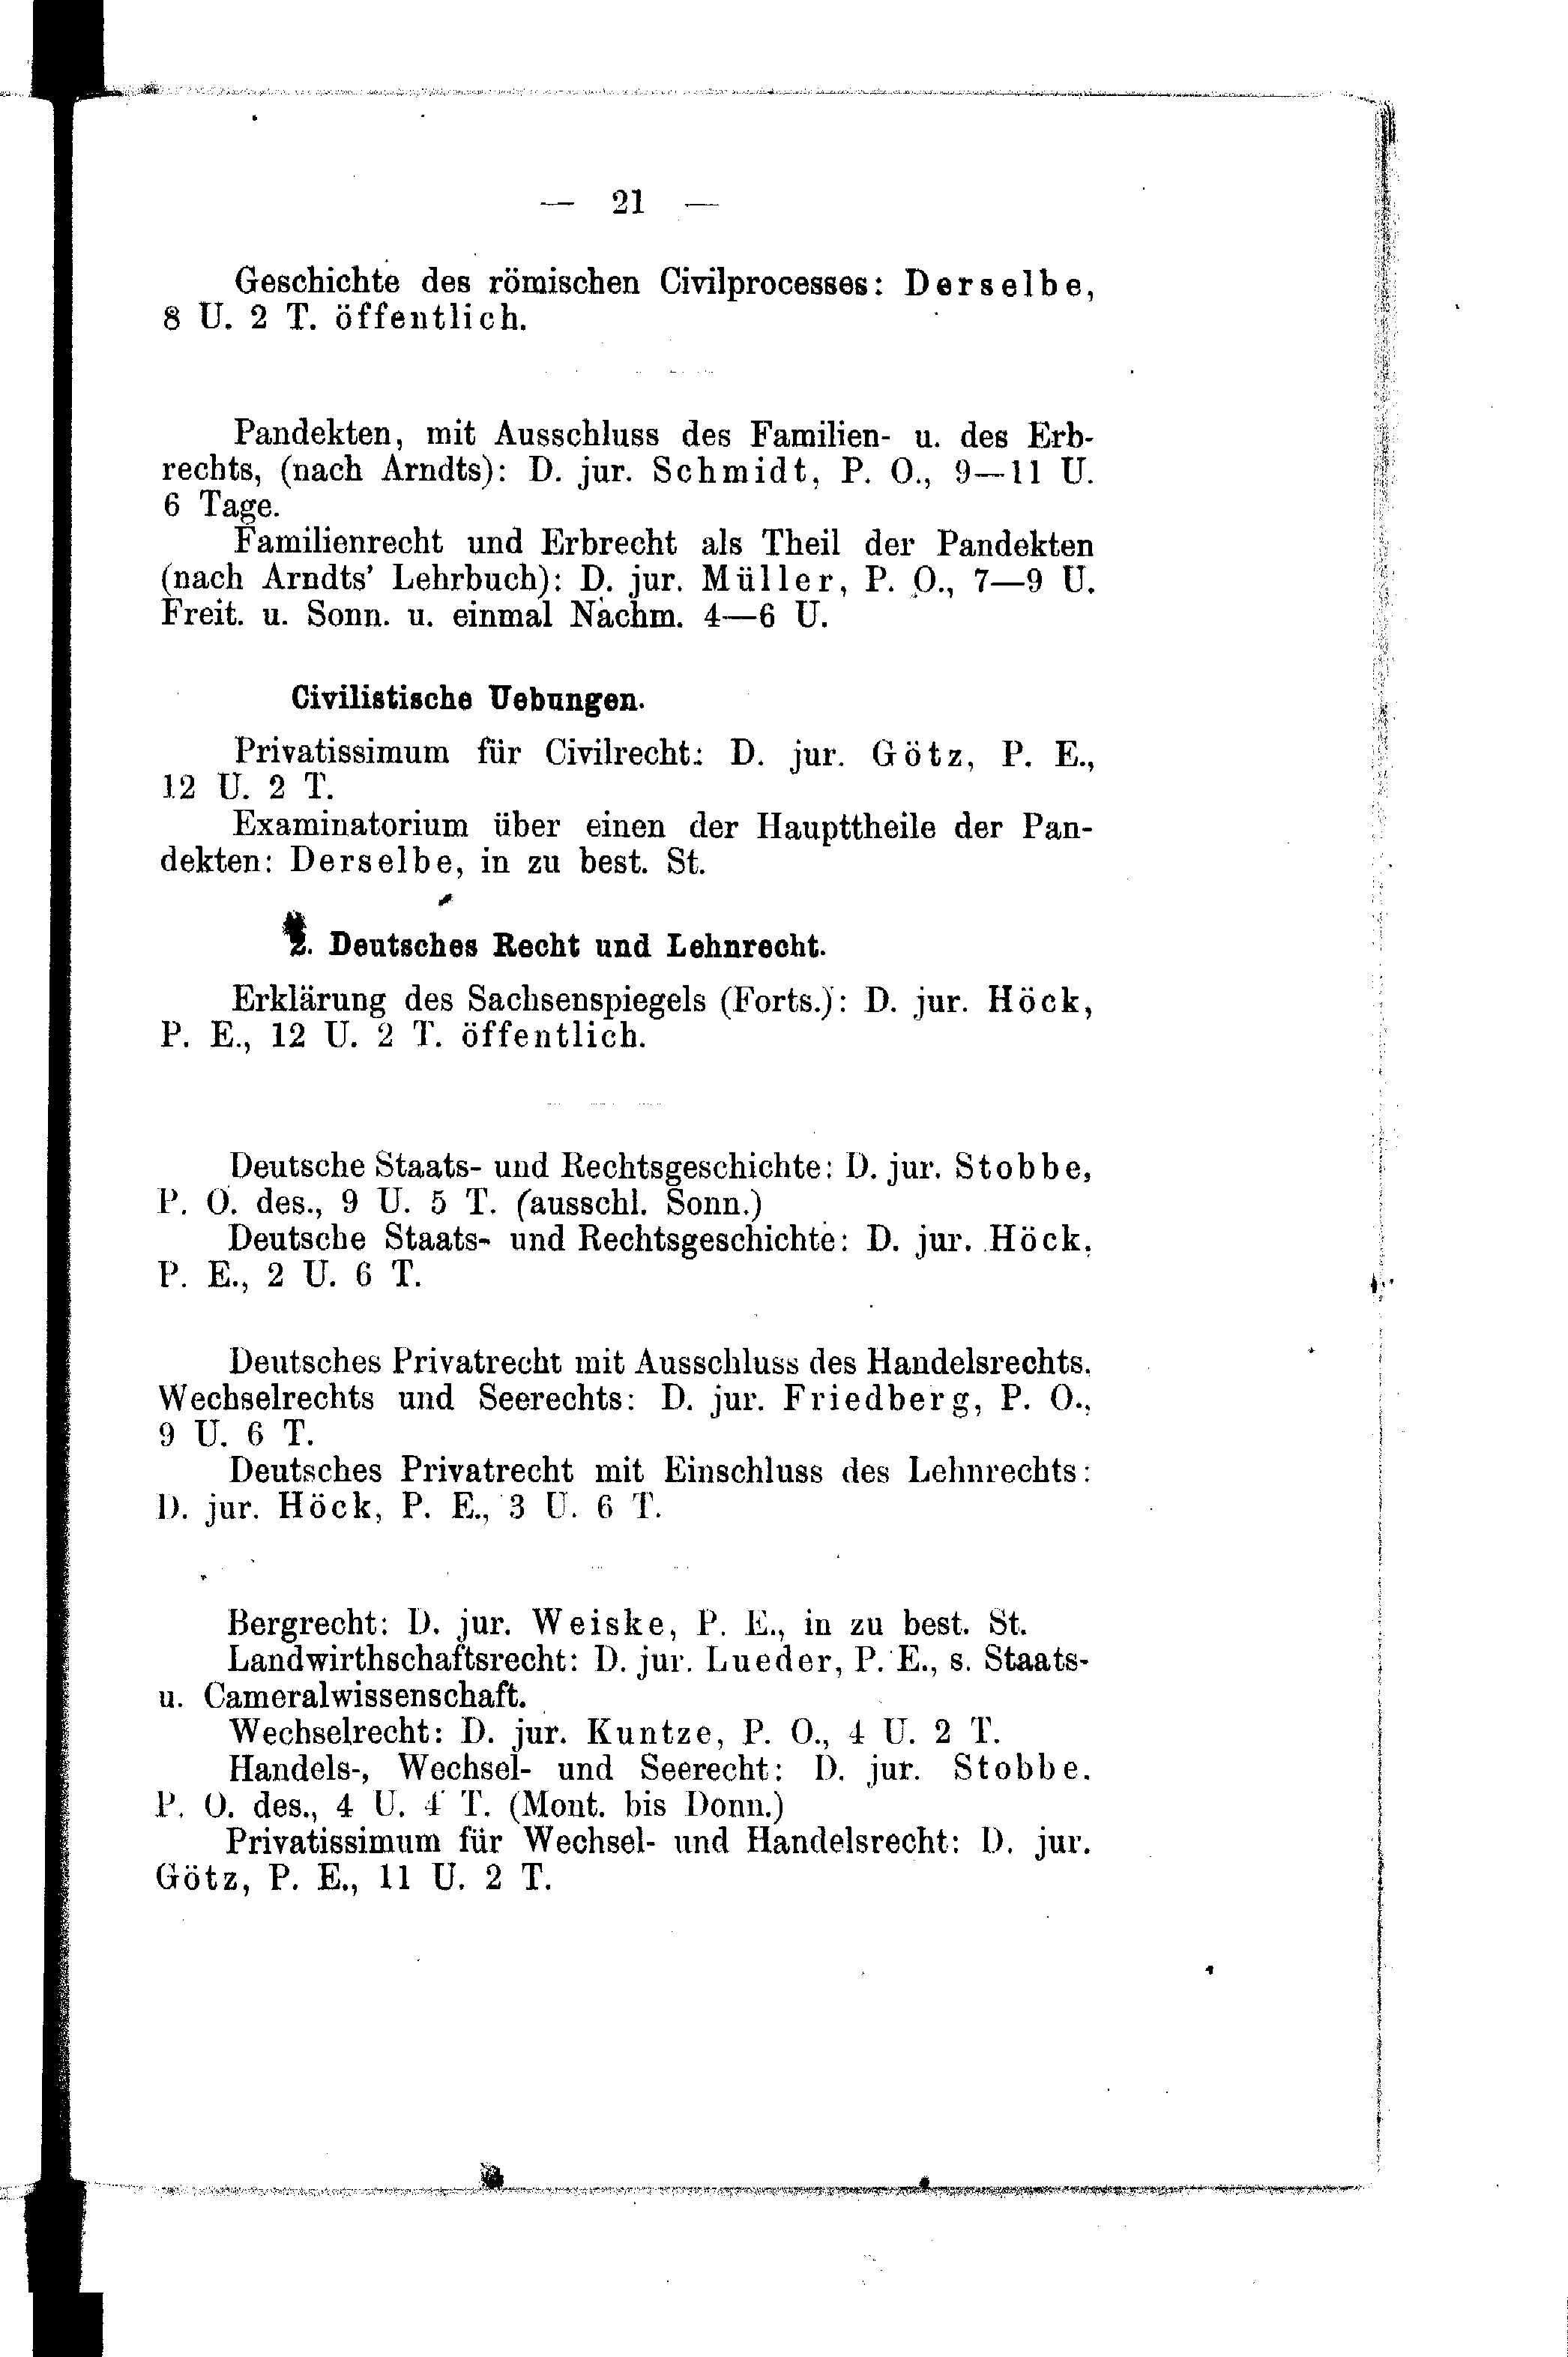 — 21 —
Geschichte des römischen Civilprocesses: Derselbe,
8 U. 2 T. öffentlich.
Pandekten, mit Ausschluss des Familien- u. des Erb-
rechts, (nach Arndts): D. jur. Schmidt, P. O., 9—11 U.
6 Tage.
Familienrecht und Erbrecht als Theil der Pandekten
(nach Arndts' Lehrbuch): D. jur. Müller, P. O., 7—9 U.
Freit. u. Sonn. u. einmal Nachm. 4—6 U.
Civilistische Uebungen.
Privatissimum für Civilrecht: D. jur. Götz, P. E.,
12 U. 2 T.
Examinatorium über einen der Haupttheile der Pan-
dekten: Derselbe, in zu best. St.
2. Deutsches Recht und Lehnrecht.
Erklärung des Sachsenspiegels (Forts.): D. jur. Höck,
P. E., 12 U. 2 T. öffentlich.
Deutsche Staats- und Rechtsgeschichte: D. jur. Stobbe,
P. O. des., 9 U. 5 T. (ausschl. Sonn.)
Deutsche Staats- und Rechtsgeschichte: D. jur. Höck,
P. E., 2 U. 6 T.
Deutsches Privatrecht mit Ausschluss des Handelsrechts,
Wechselrechts und Seerechts: D. jur. Friedberg, P. O.,
9 U. 6 T.
Deutsches Privatrecht mit Einschluss des Lehnrechts:
D. jur. Höck, P. E., 3 U. 6 T.
Bergrecht: D. jur. Weiske, P. E., in zu best. St.
Landwirthschaftsrecht: D. jur. Lueder, P. E., s. Staats-
u. Cameralwissenschaft.
Wechselrecht: D. jur. Kuntze, P. O., 4 U. 2 T.
Handels-, Wechsel- und Seerecht: D. jur. Stobbe,
P. O. des., 4 U. 4 T. (Mont. bis Donn.)
Privatissimum für Wechsel- und Handelsrecht: D. jur.
Götz, P. E., 11 U. 2 T.